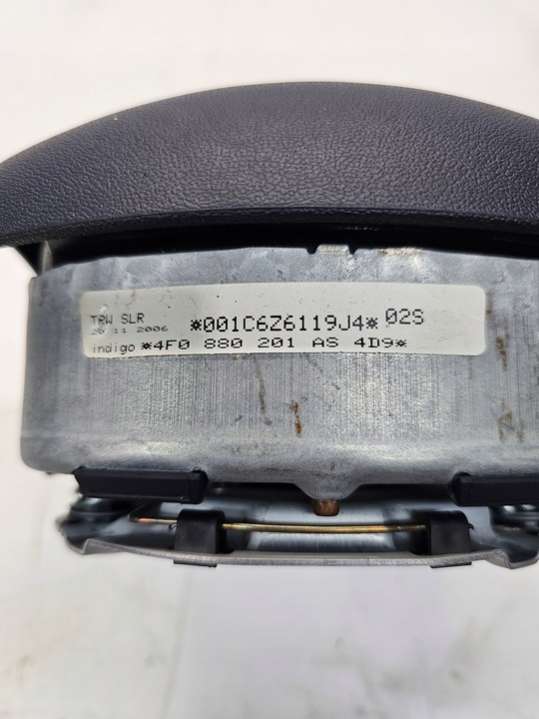 TRW SLR
20 11 2006 *001C6Z6119J4* 02S
indigo *4F0 880 201 AS 4D9*